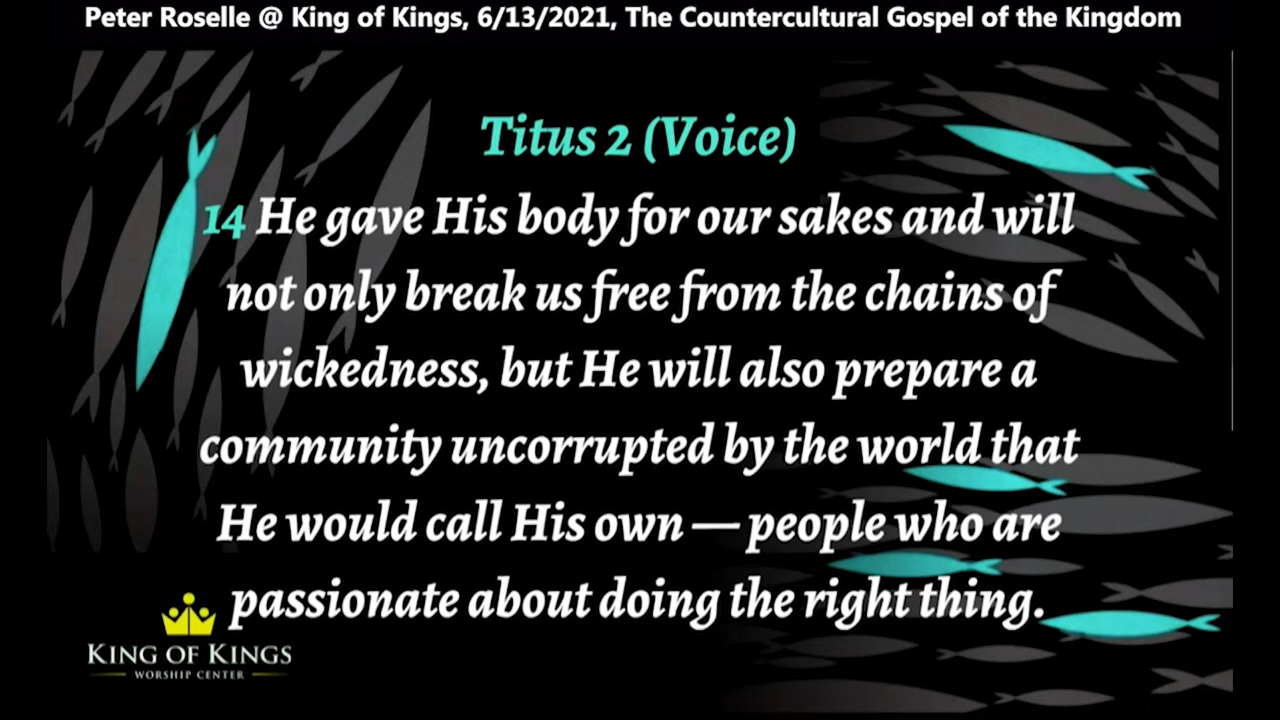 Peter Roselle @ King of Kings, 6/13/2021, The Countercultural Gospel of the Kingdom
Titus 2 (Voice)
14 He gave His body for our sakes and will
not only break us free from the chains of
wickedness, but He will also prepare a
community uncorrupted by the world that
He would call His own — people who are
passionate about doing the right thing.
KING OF KINGS
WORSHIP CENTER